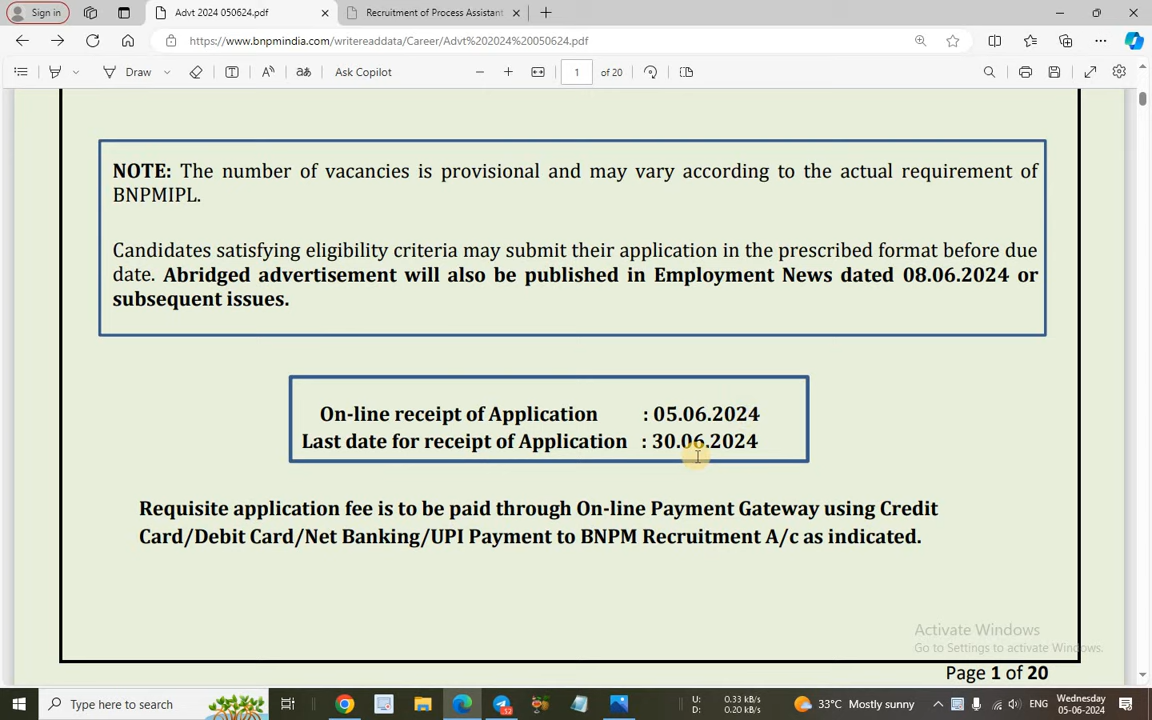 Sign in
Advt 2024 050624.pdf
Recruitment of Process Assistant
https://www.bnpmindia.com/writereaddata/Career/Advt%202024%20050624.pdf
Draw
aあ
Ask Copilot
1 of 20
NOTE: The number of vacancies is provisional and may vary according to the actual requirement of
BNPMIPL.
Candidates satisfying eligibility criteria may submit their application in the prescribed format before due
date. Abridged advertisement will also be published in Employment News dated 08.06.2024 or
subsequent issues.
On-line receipt of Application : 05.06.2024
Last date for receipt of Application : 30.06.2024
Requisite application fee is to be paid through On-line Payment Gateway using Credit
Card/Debit Card/Net Banking/UPI Payment to BNPM Recruitment A/c as indicated.
Activate Windows
Go to Settings to activate Windows.
Page 1 of 20
Type here to search
U: 0.33 kB/s
D: 0.20 kB/s
33°C Mostly sunny
ENG
Wednesday
05-06-2024